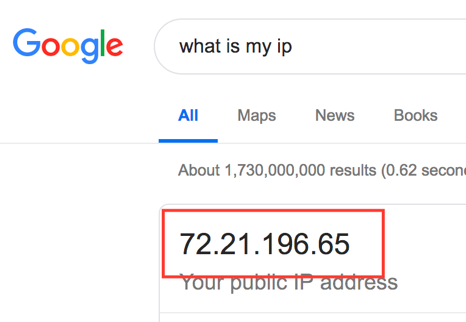 Google
what is my ip
All Maps News Books
About 1,730,000,000 results (0.62 secon
72.21.196.65
Your public IP address